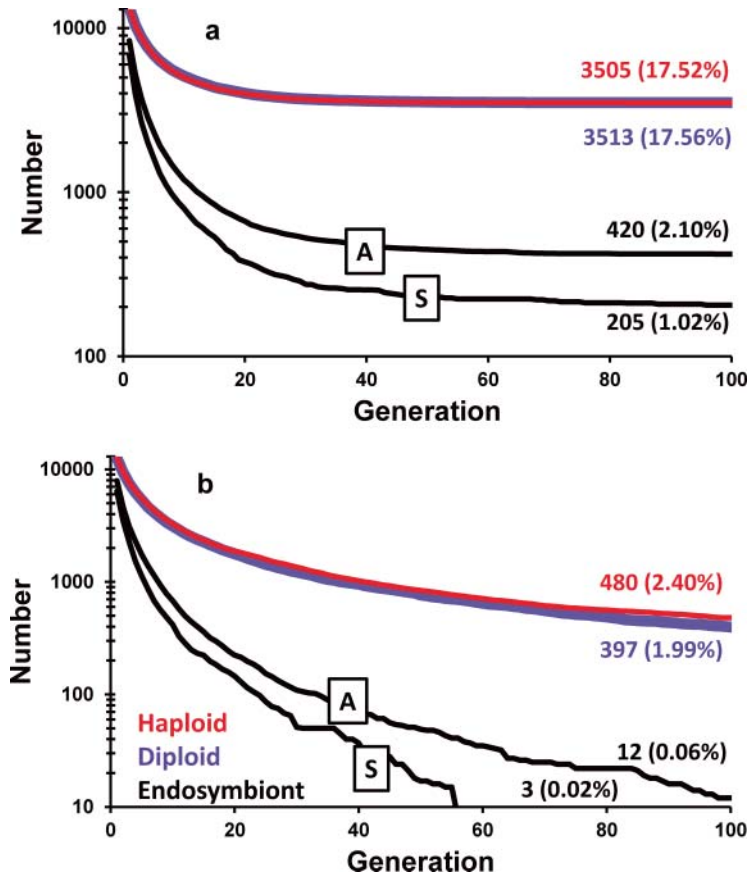 a
10000
3505 (17.52%)
3513 (17.56%)
Number
1000
420 (2.10%)
A
S
205 (1.02%)
100
0 20 40 60 80 100
Generation
b
10000
Number
1000
480 (2.40%)
397 (1.99%)
100
A
Haploid
Diploid
S
12 (0.06%)
Endosymbiont
3 (0.02%)
10
0 20 40 60 80 100
Generation